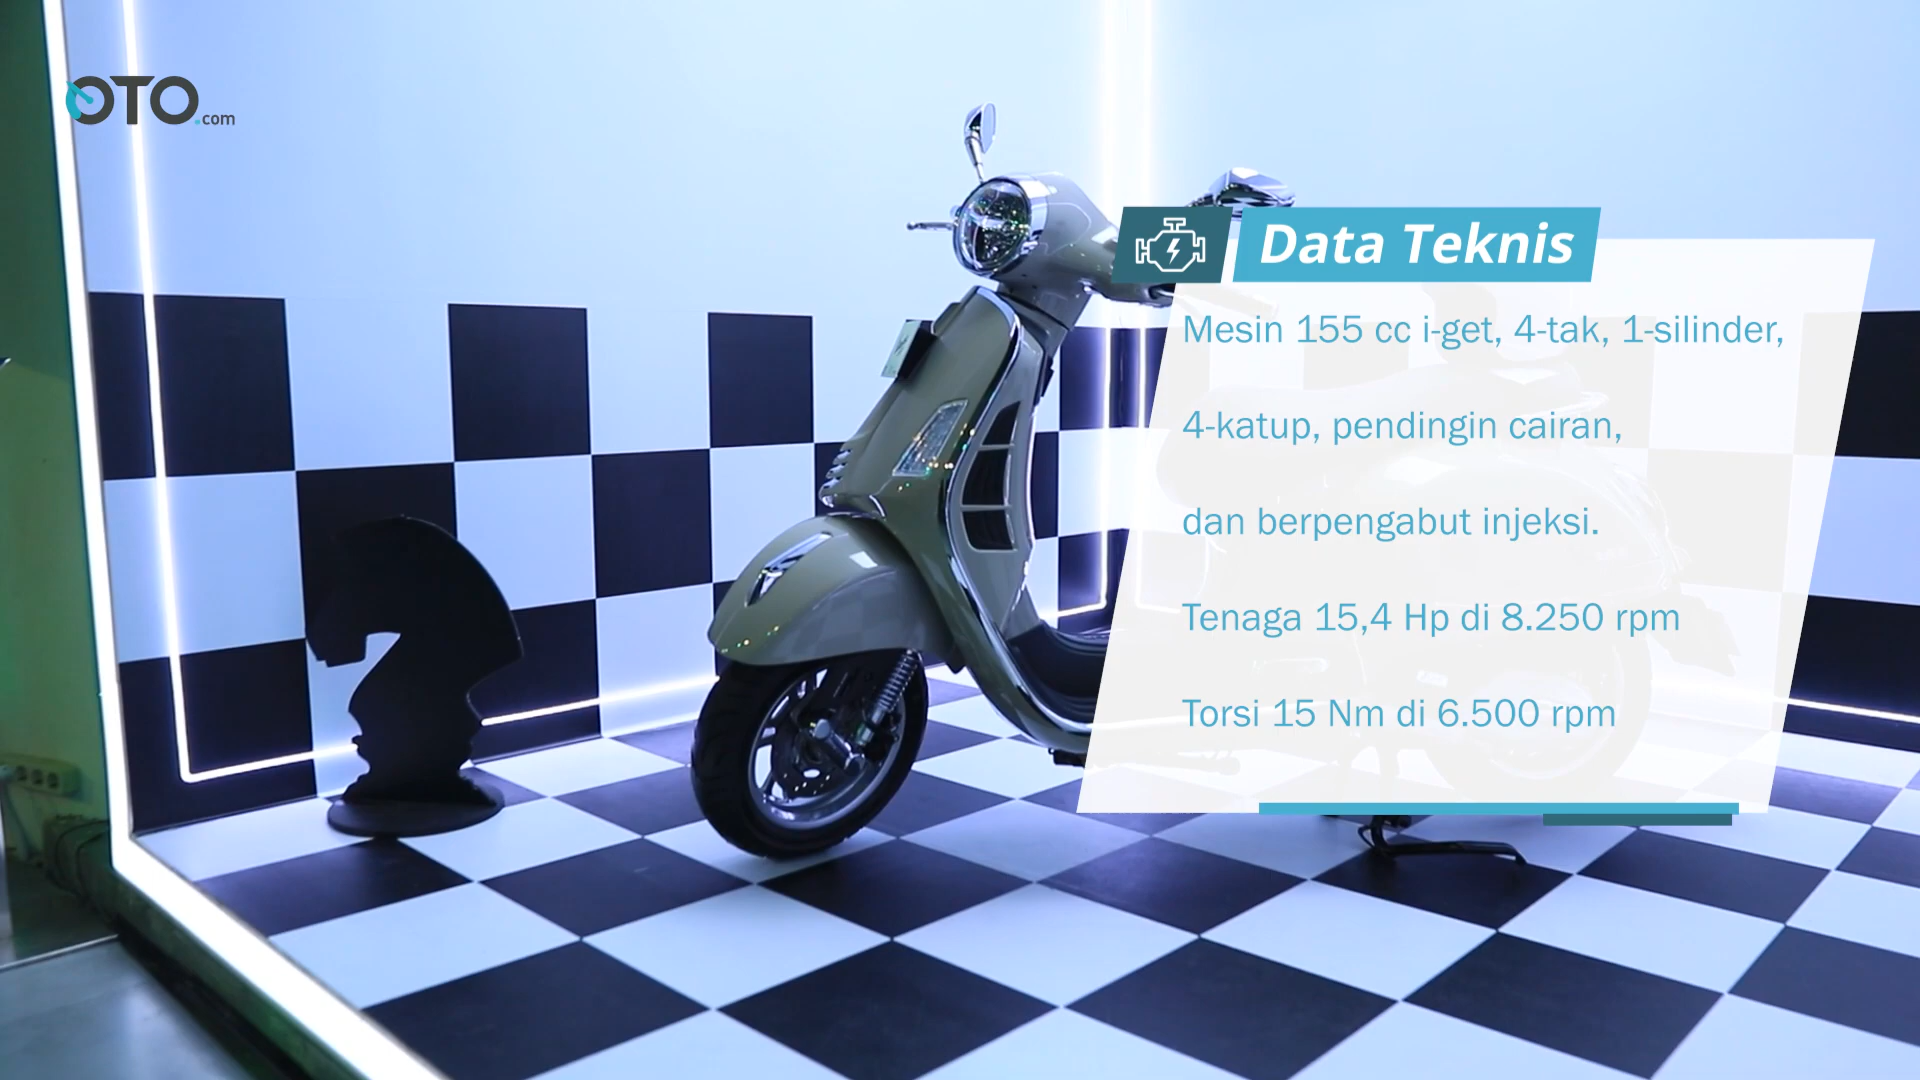 OTO.com
Data Teknis
Mesin 155 cc i-get, 4-tak, 1-silinder,
4-katup, pendingin cairan,
dan berpengabut injeksi.
Tenaga 15,4 Hp di 8.250 rpm
Torsi 15 Nm di 6.500 rpm